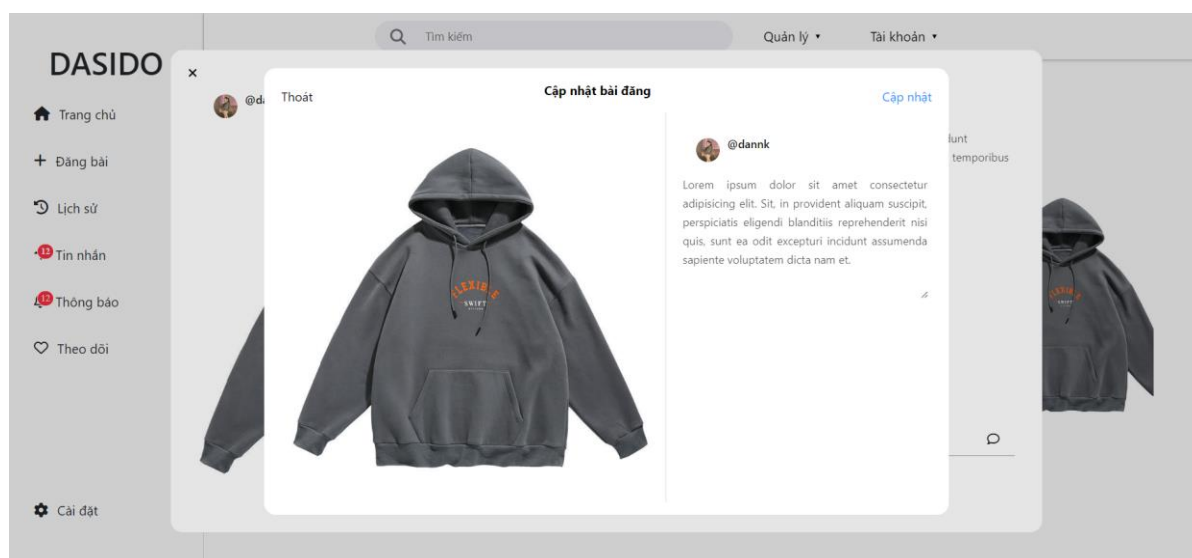 DASIDO
Tìm kiếm
Quản lý
Tài khoản
Trang chủ
Đăng bài
Lịch sử
12
Tin nhắn
12
Thông báo
Theo dõi
Cài đặt
Thoát
Cập nhật bài đăng
Cập nhật
@dannk
Lorem ipsum dolor sit amet consectetur
adipisicing elit. Sit, in provident aliquam suscipit,
perspiciatis eligendi blanditiis reprehenderit nisi
quis, sunt ea odit excepturi incidunt assumenda
sapiente voluptatem dicta nam et.
FLEXIBLE
SWIFT
temporibus